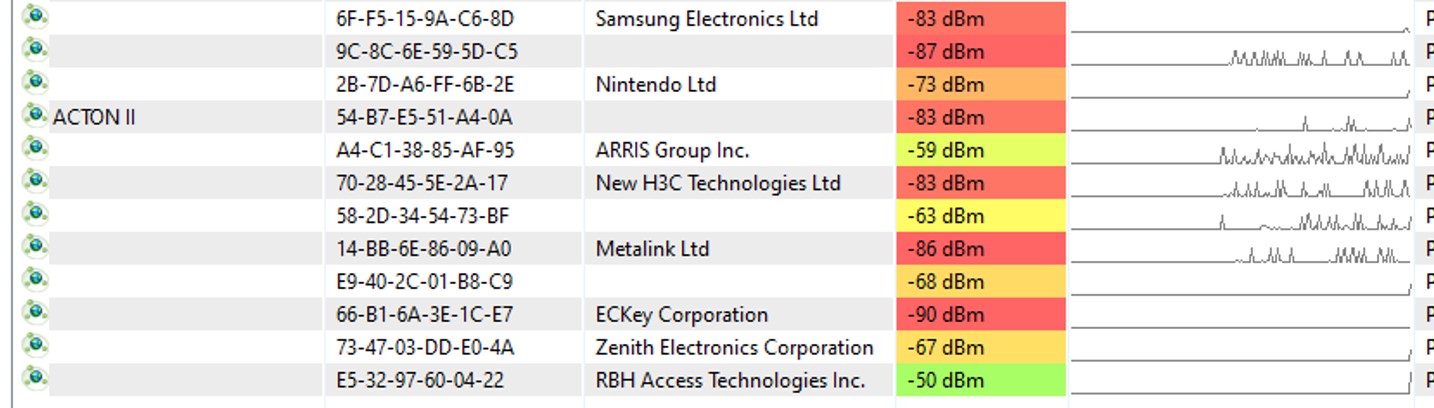 6F-F5-15-9A-C6-8D Samsung Electronics Ltd -83 dBm P
9C-8C-6E-59-5D-C5 -87 dBm P
2B-7D-A6-FF-6B-2E Nintendo Ltd -73 dBm P
ACTON II 54-B7-E5-51-A4-0A -83 dBm P
A4-C1-38-85-AF-95 ARRIS Group Inc. -59 dBm P
70-28-45-5E-2A-17 New H3C Technologies Ltd -83 dBm P
58-2D-34-54-73-BF -63 dBm P
14-BB-6E-86-09-A0 Metalink Ltd -86 dBm P
E9-40-2C-01-B8-C9 -68 dBm P
66-B1-6A-3E-1C-E7 ECKey Corporation -90 dBm P
73-47-03-DD-E0-4A Zenith Electronics Corporation -67 dBm P
E5-32-97-60-04-22 RBH Access Technologies Inc. -50 dBm P